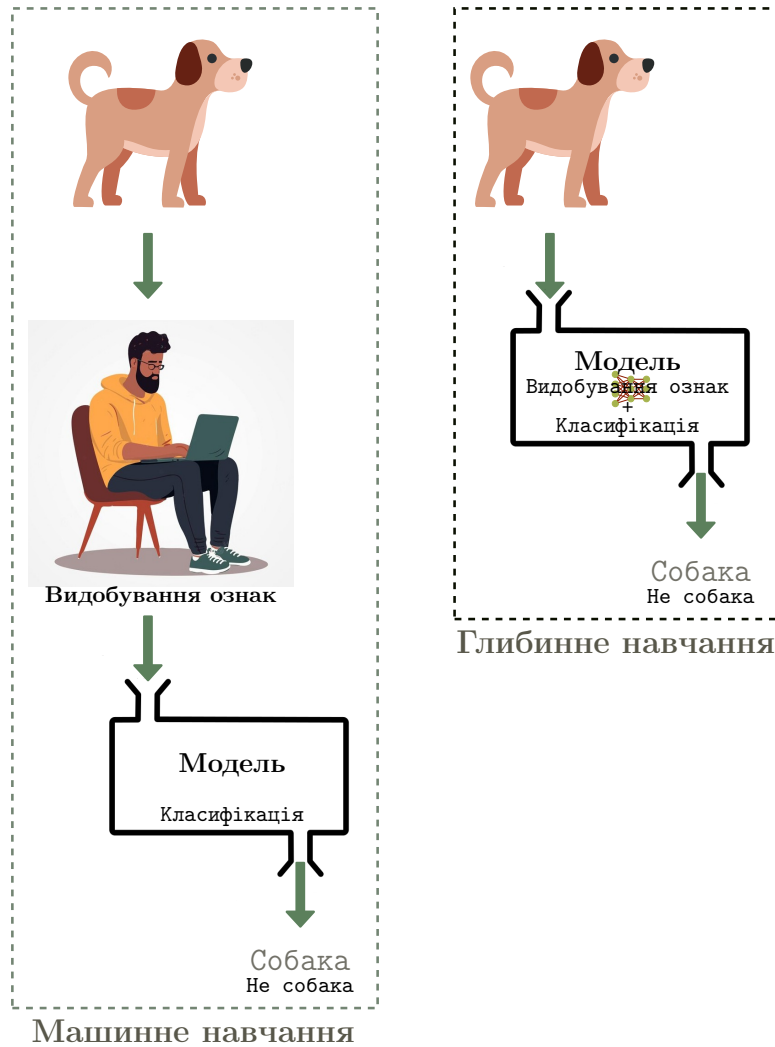 Видобування ознак
Модель
Класифікація
Собака
Не собака
Машинне навчання
Модель
Видобування ознак
+
Класифікація
Собака
Не собака
Глибинне навчання